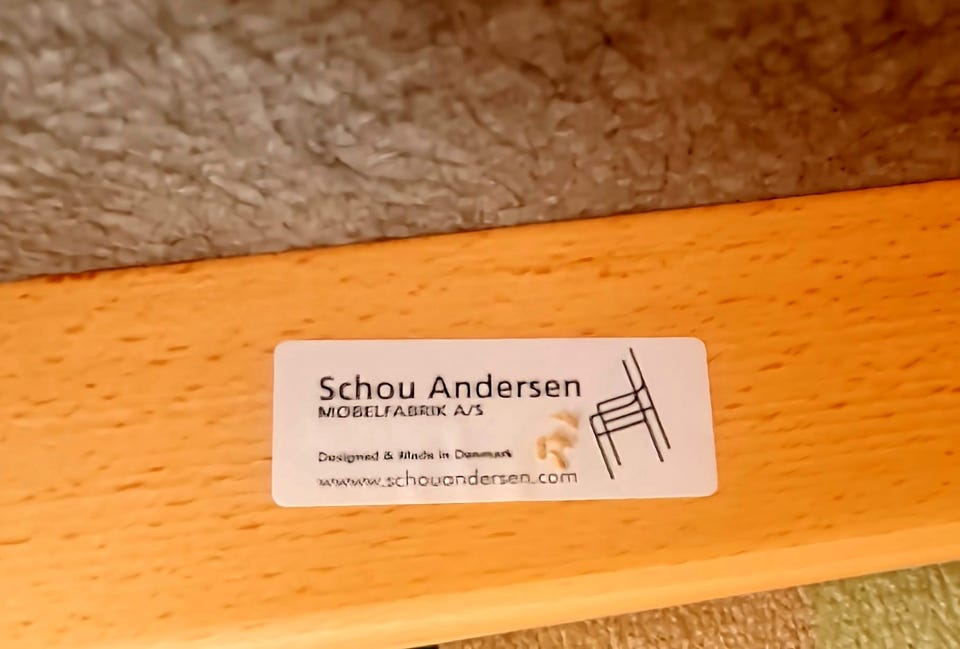 Schou Andersen
MØBELFABRIK A/S
Designed & Made in Denmark
www.schouandersen.com